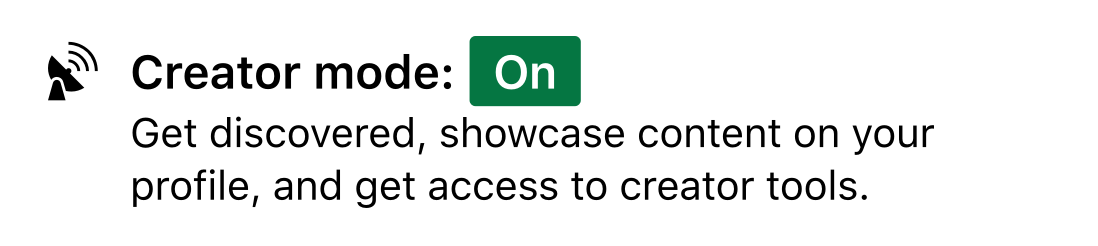 Creator mode: On
Get discovered, showcase content on your
profile, and get access to creator tools.